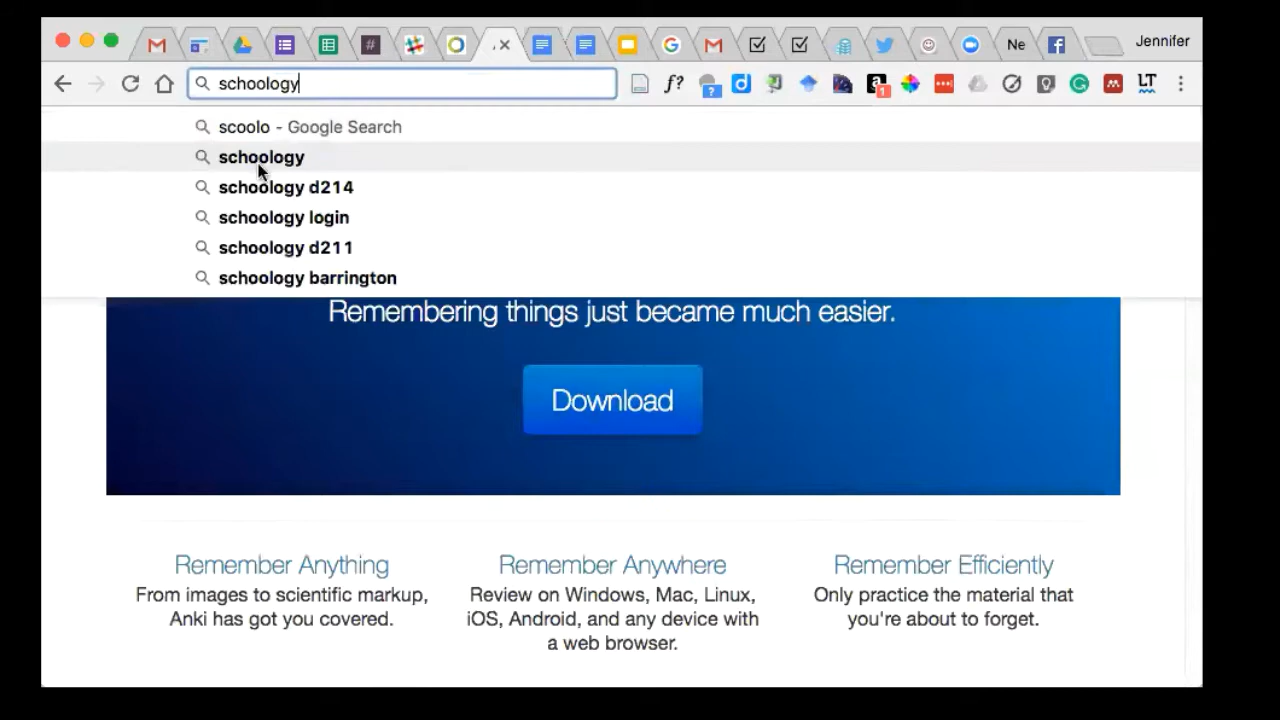 Ne
Jennifer
schoology
f?
?
d
a
1
LT
scoolo - Google Search
schoology
schoology d214
schoology login
schoology d211
schoology barrington
Remembering things just became much easier.
Download
Remember Anything
From images to scientific markup,
Anki has got you covered.
Remember Anywhere
Review on Windows, Mac, Linux,
iOS, Android, and any device with
a web browser.
Remember Efficiently
Only practice the material that
you're about to forget.